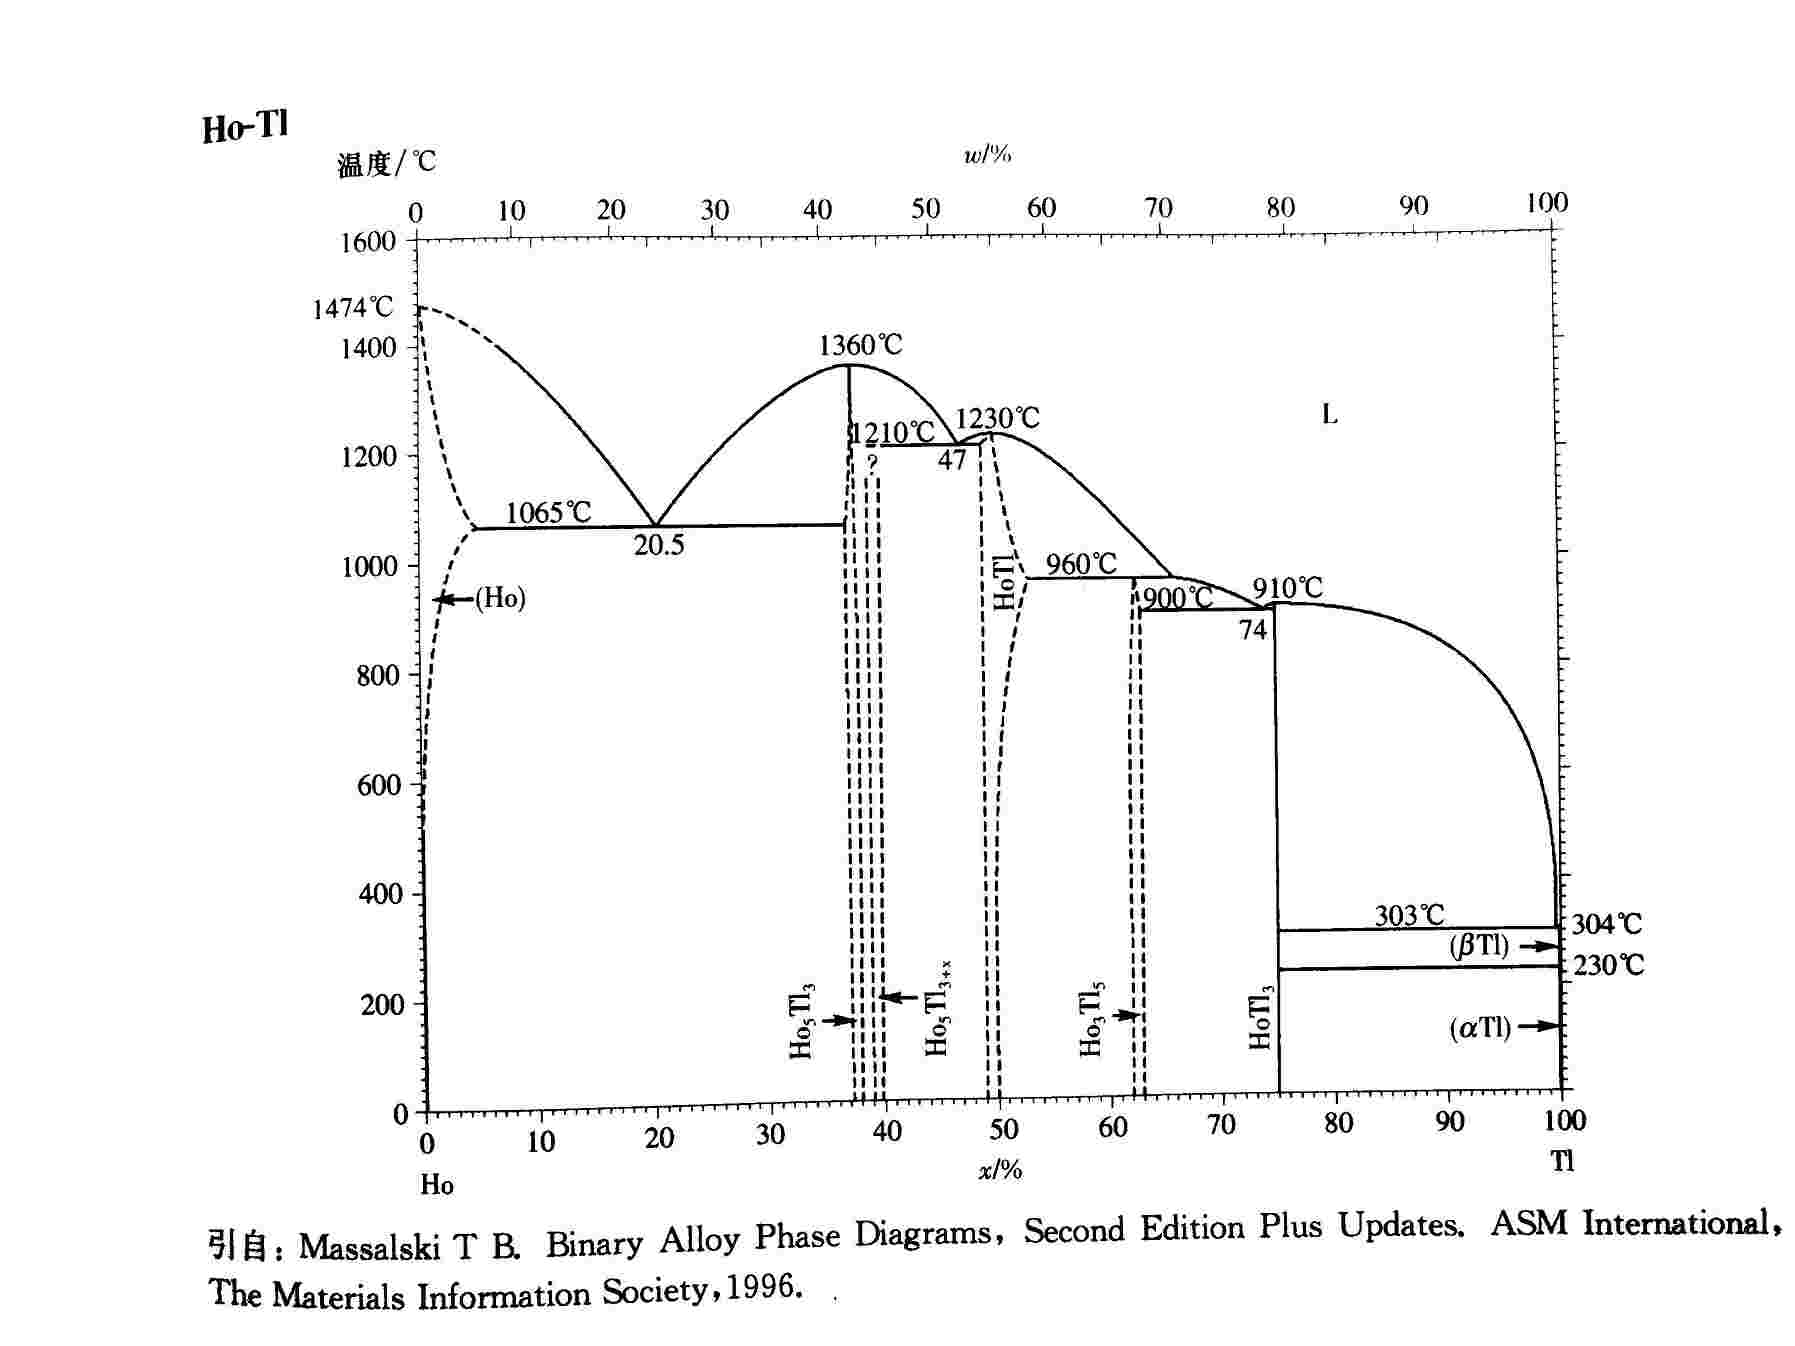 Ho-Tl
温度/℃
w/%
0 10 20 30 40 50 60 70 80 90 100
1600
1474℃
1400
1360℃
1230℃
L
1210℃
1200
?
47
1065℃
20.5
1000
HoTl
960℃
910℃
900℃
(Ho)
74
800
600
400
303℃
304℃
(βTl)
230℃
200
Ho₅Tl₃
Ho₅Tl₃₊ₓ
Ho₃Tl₅
HoTl₃
(αTl)
0
0 10 20 30 40 50 60 70 80 90 100
Ho
x/%
Tl
引自: Massalski T B. Binary Alloy Phase Diagrams, Second Edition Plus Updates. ASM International,
The Materials Information Society, 1996.